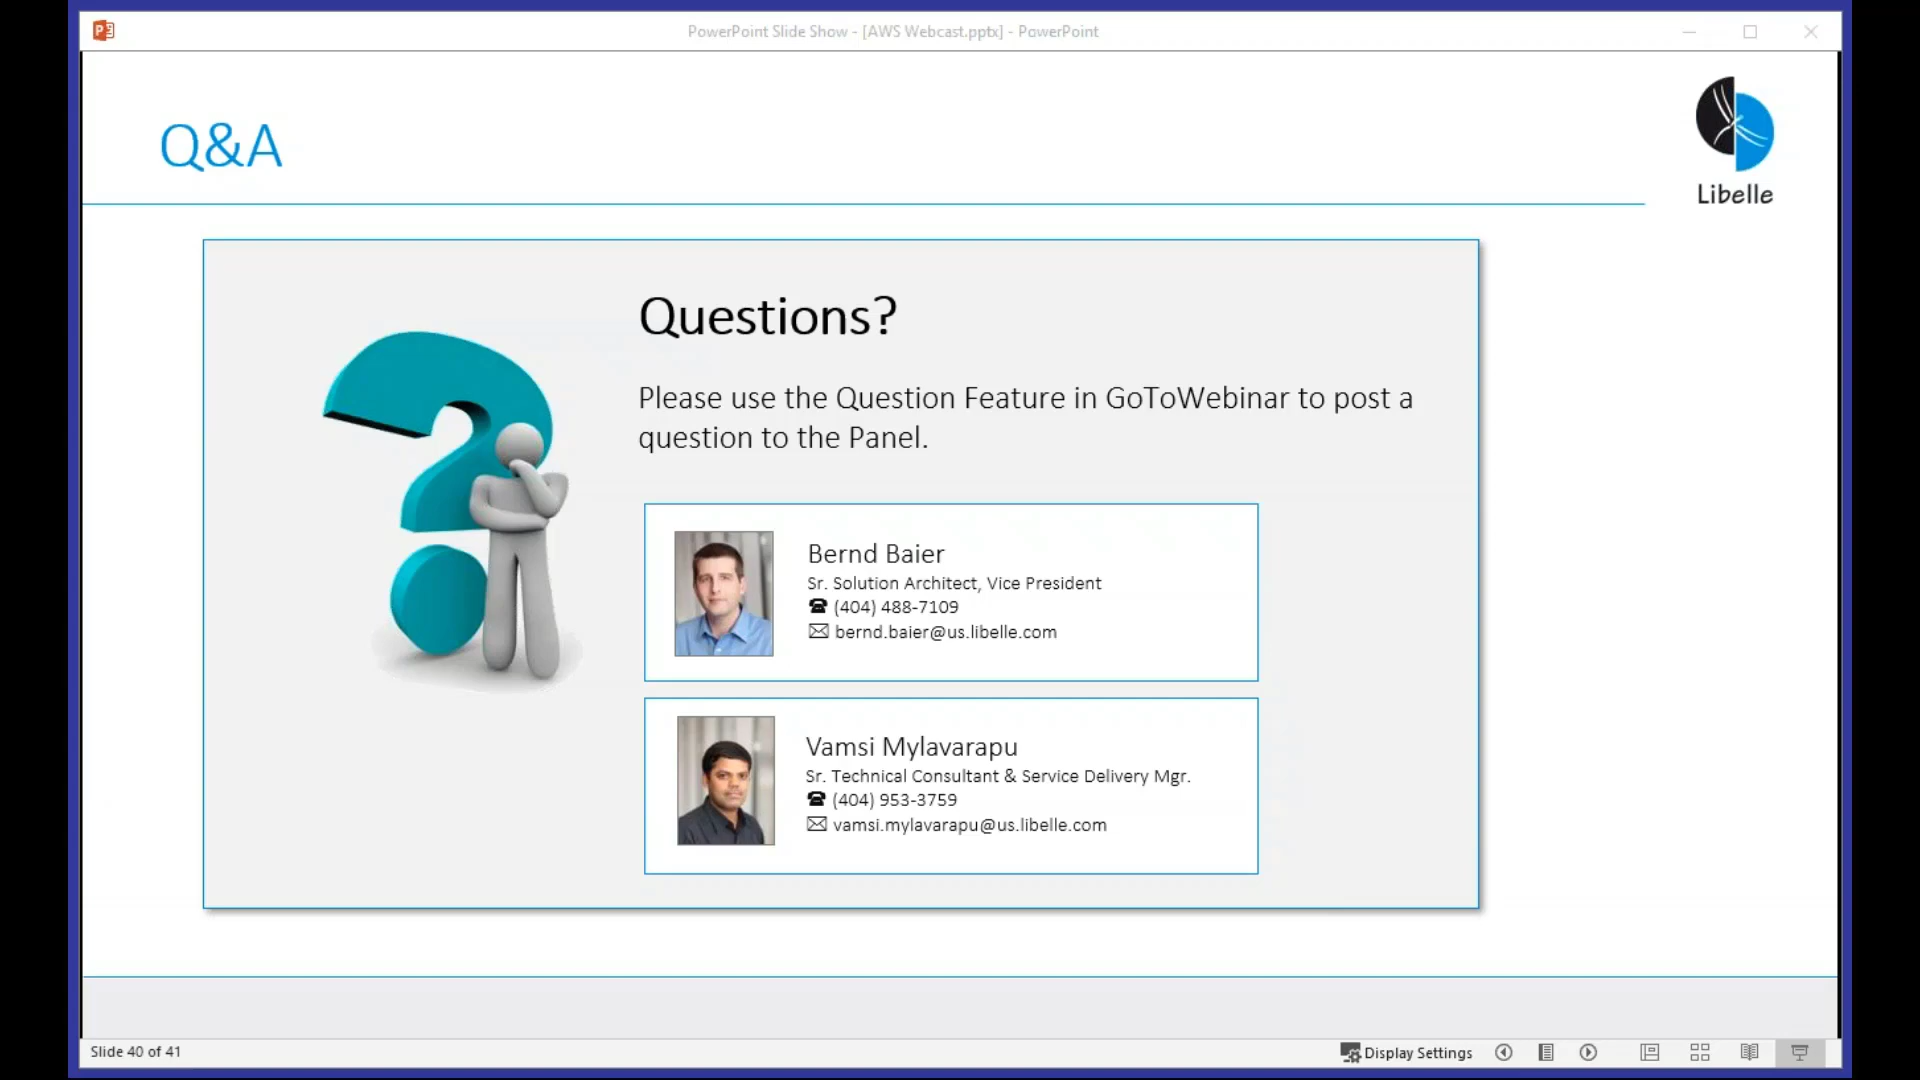 PowerPoint Slide Show - [AWS Webcast.pptx] - PowerPoint
Q&A
Libelle
Questions?
Please use the Question Feature in GoToWebinar to post a
question to the Panel.
Bernd Baier
Sr. Solution Architect, Vice President
(404) 488-7109
bernd.baier@us.libelle.com
Vamsi Mylavarapu
Sr. Technical Consultant & Service Delivery Mgr.
(404) 953-3759
vamsi.mylavarapu@us.libelle.com
Slide 40 of 41
Display Settings